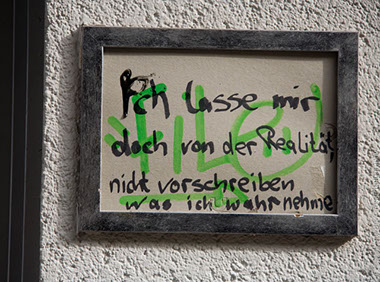 Ich lasse mir
doch von der Realität
nicht vorschreiben
was ich wahrnehme